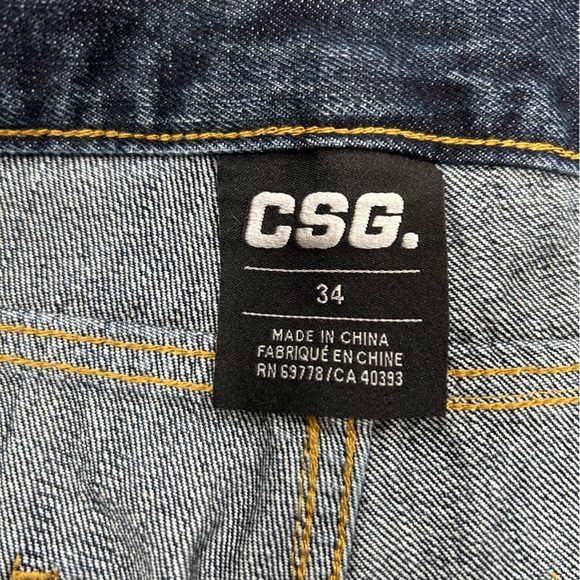 CSG.
34
MADE IN CHINA
FABRIQUÉ EN CHINE
RN 69778/CA 40393